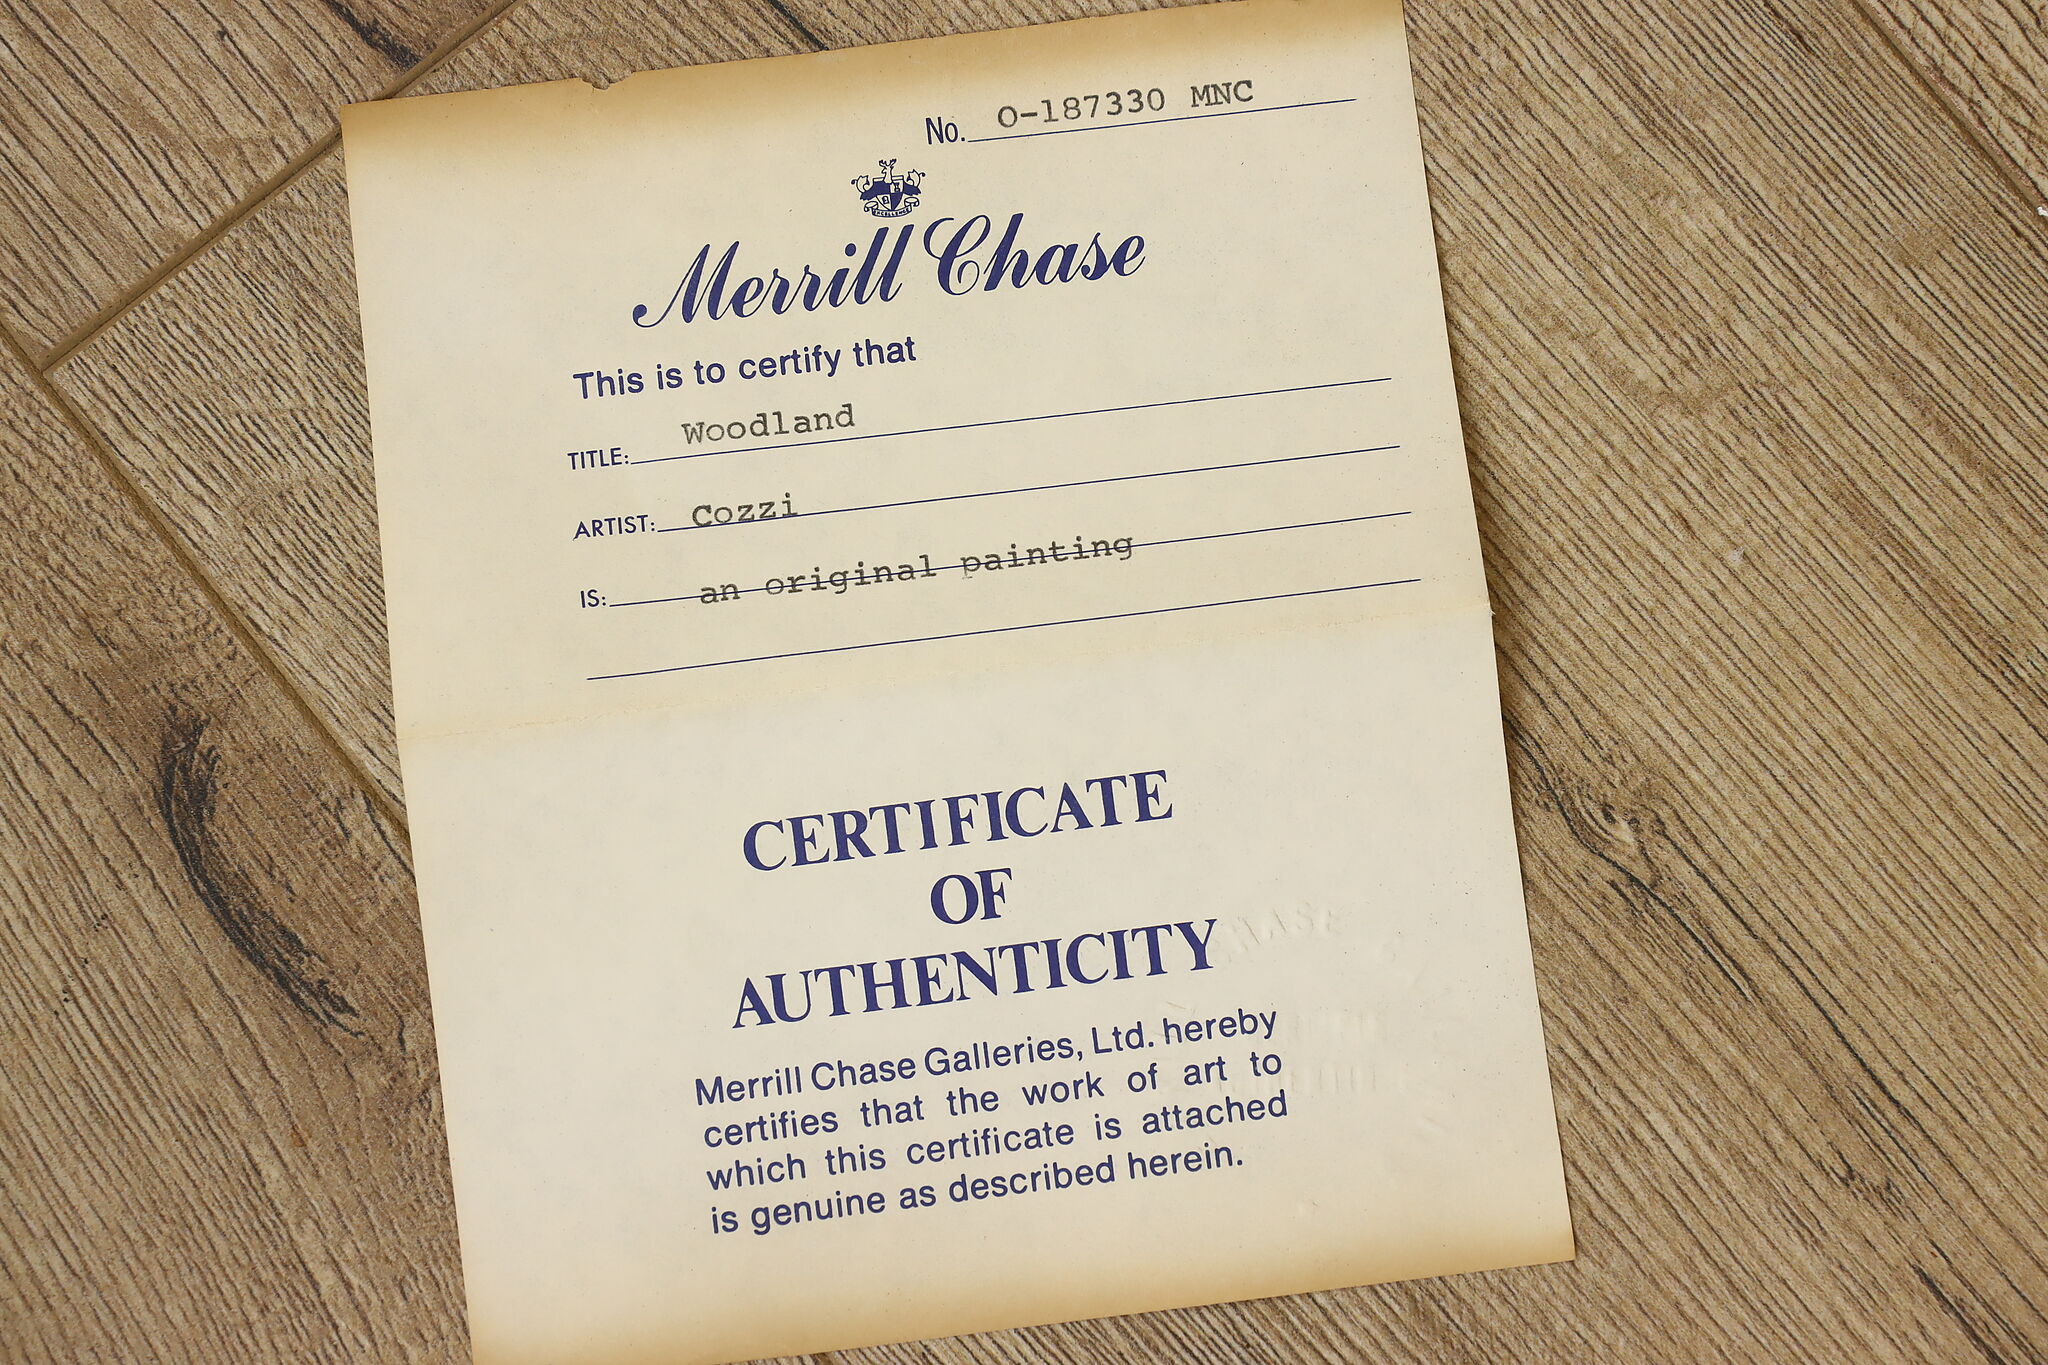 No. O-187330 MNC
Merrill Chase
This is to certify that
TITLE: Woodland
ARTIST: Cozzi
IS: an original painting
CERTIFICATE
OF
AUTHENTICITY
Merrill Chase Galleries, Ltd. hereby
certifies that the work of art to
which this certificate is attached
is genuine as described herein.